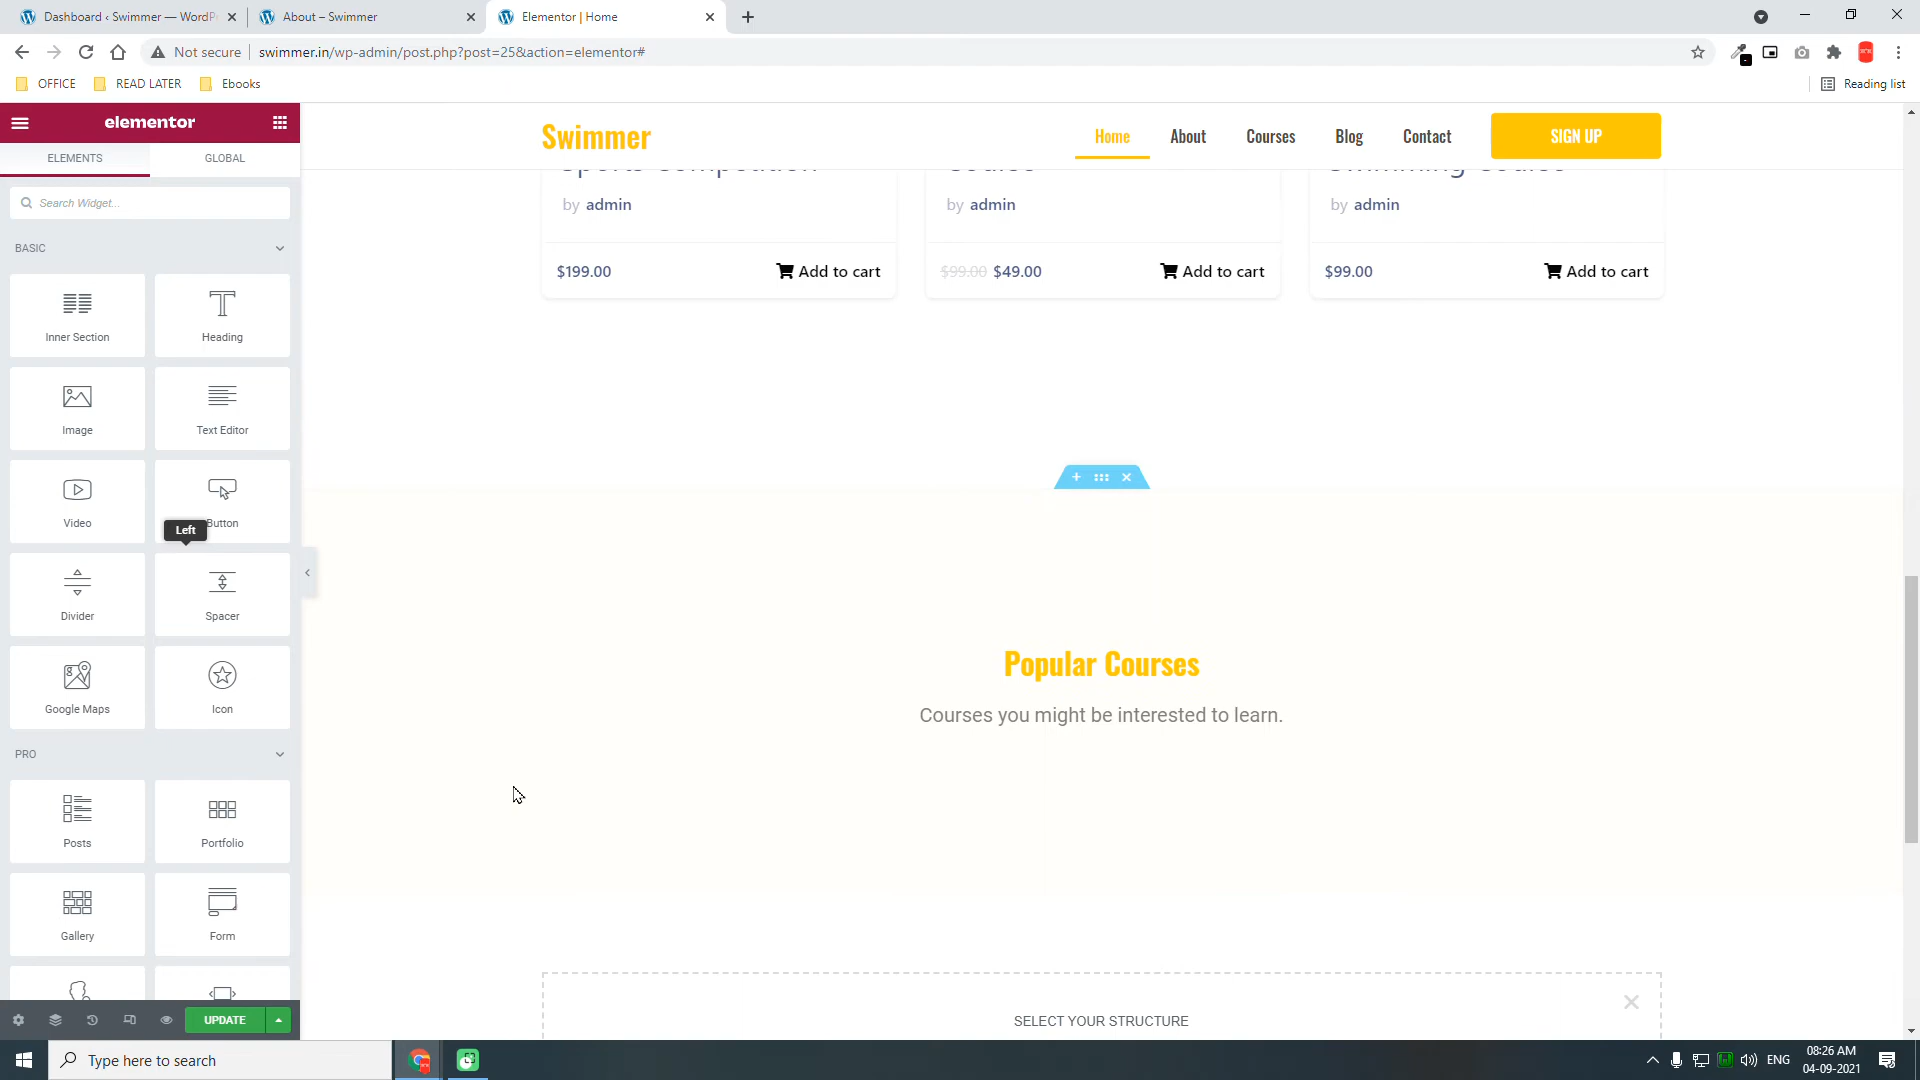 Dashboard ‹ Swimmer — WordP
About – Swimmer
Elementor | Home
Not secure
swimmer.in/wp-admin/post.php?post=25&action=elementor#
OFFICE
READ LATER
Ebooks
Reading list
elementor
ELEMENTS
GLOBAL
Search Widget...
BASIC
Inner Section
Heading
Image
Text Editor
Video
Button
Left
Divider
Spacer
Google Maps
Icon
PRO
Posts
Portfolio
Gallery
Form
UPDATE
Swimmer
Home
About
Courses
Blog
Contact
SIGN UP
Sports Competition
Swimming Course
by admin
by admin
by admin
$199.00
Add to cart
$99.00 $49.00
Add to cart
$99.00
Add to cart
Popular Courses
Courses you might be interested to learn.
SELECT YOUR STRUCTURE
Type here to search
ENG
08:26 AM
04-09-2021